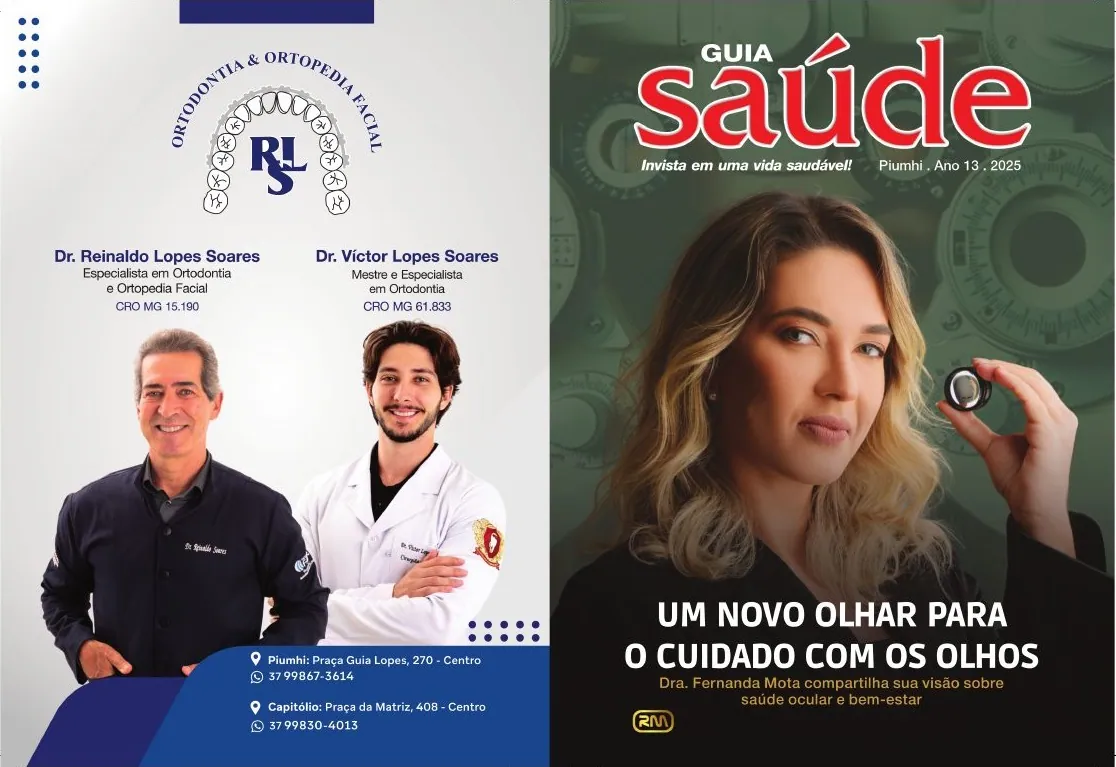 ORTODONTIA & ORTOPEDIA FACIAL
RLS
Dr. Reinaldo Lopes Soares
Especialista em Ortodontia
e Ortopedia Facial
CRO MG 15.190
Dr. Víctor Lopes Soares
Mestre e Especialista
em Ortodontia
CRO MG 61.833
Dr. Reinaldo Soares
Piumhi: Praça Guia Lopes, 270 - Centro
37 99867-3614
Capitólio: Praça da Matriz, 408 - Centro
37 99830-4013
GUIA
saúde
Invista em uma vida saudável!
Piumhi . Ano 13 . 2025
UM NOVO OLHAR PARA
O CUIDADO COM OS OLHOS
Dra. Fernanda Mota compartilha sua visão sobre
saúde ocular e bem-estar
RM